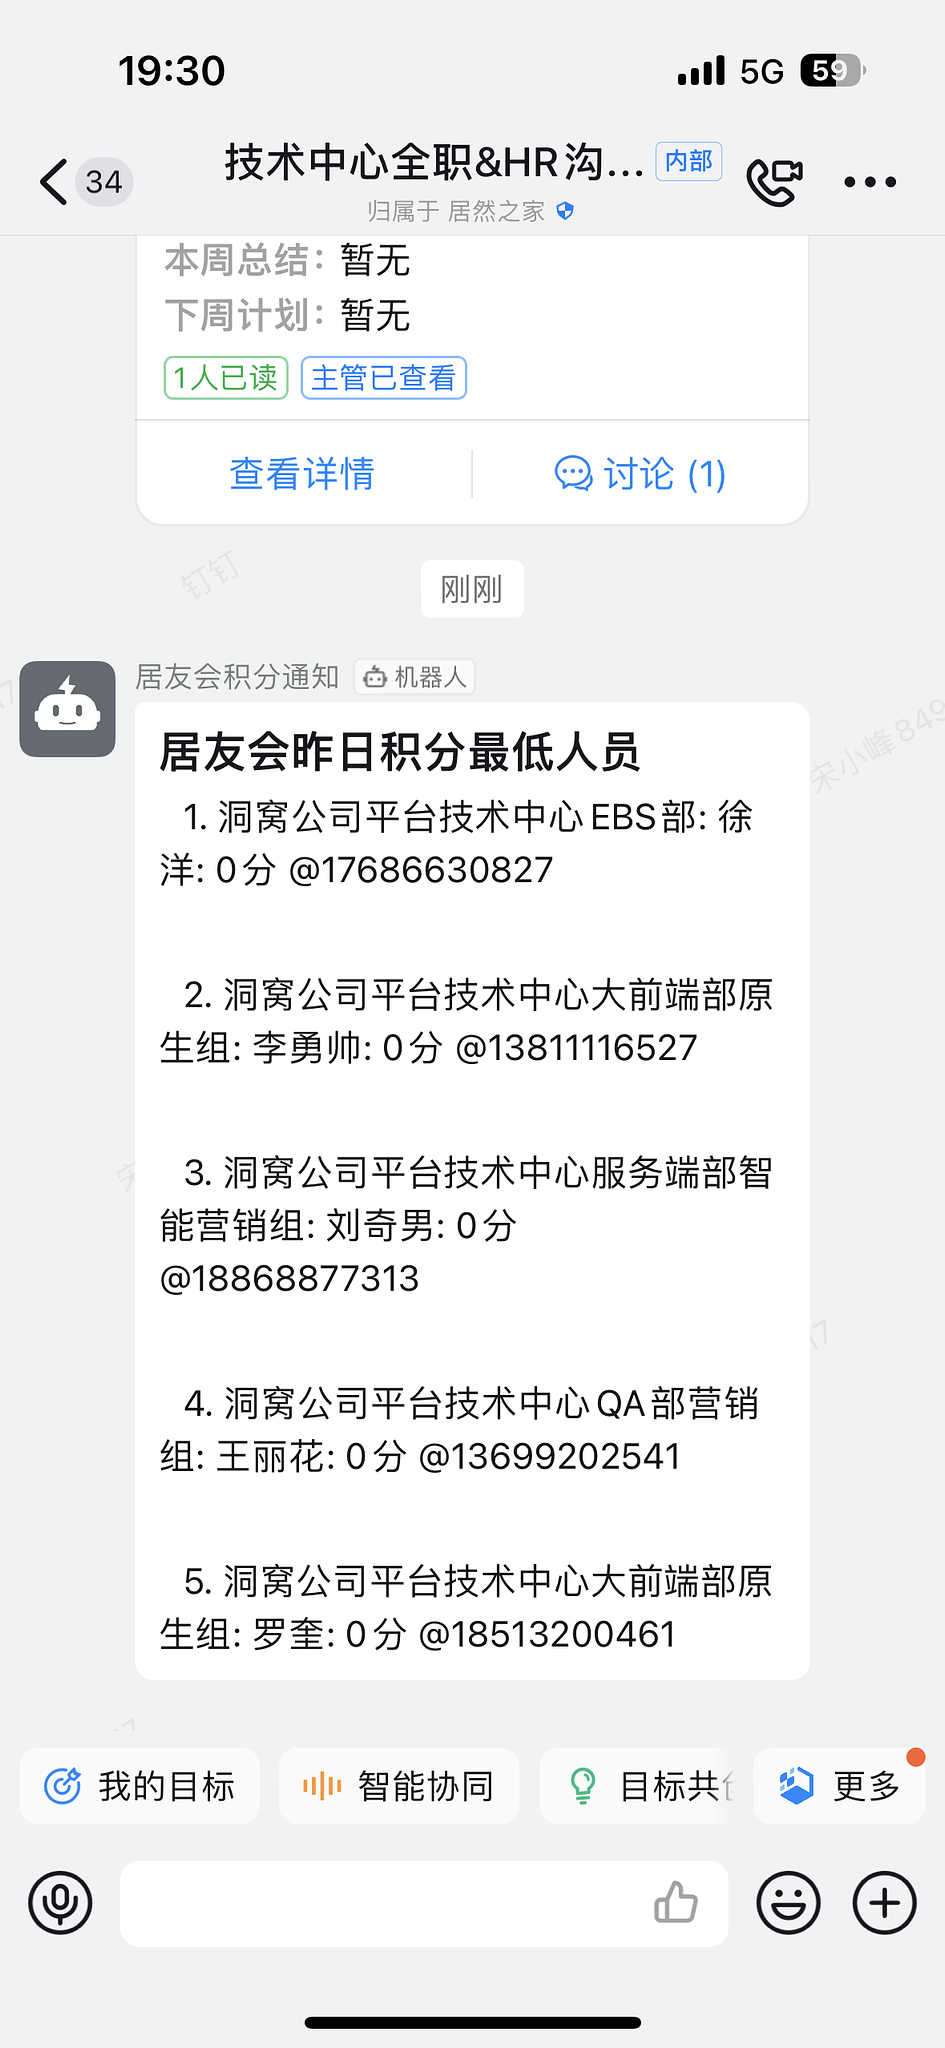 19:30
5G
59
34
技术中心全职&HR沟...
内部
归属于 居然之家
本周总结：暂无
下周计划：暂无
1人已读
主管已查看
查看详情
讨论 (1)
钉钉
刚刚
居友会积分通知
机器人
宋小峰849
居友会昨日积分最低人员
1. 洞窝公司平台技术中心EBS部: 徐
洋: 0分 @17686630827
2. 洞窝公司平台技术中心大前端部原
生组: 李勇帅: 0分 @13811116527
3. 洞窝公司平台技术中心服务端部智
能营销组: 刘奇男: 0分
@18868877313
4. 洞窝公司平台技术中心QA部营销
组: 王丽花: 0分 @13699202541
5. 洞窝公司平台技术中心大前端部原
生组: 罗奎: 0分 @18513200461
我的目标
智能协同
目标共
更多